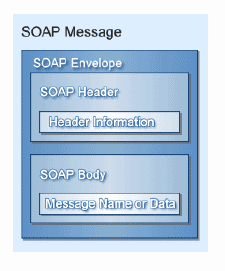 SOAP Message
SOAP Envelope
SOAP Header
Header Information
SOAP Body
Message Name or Data